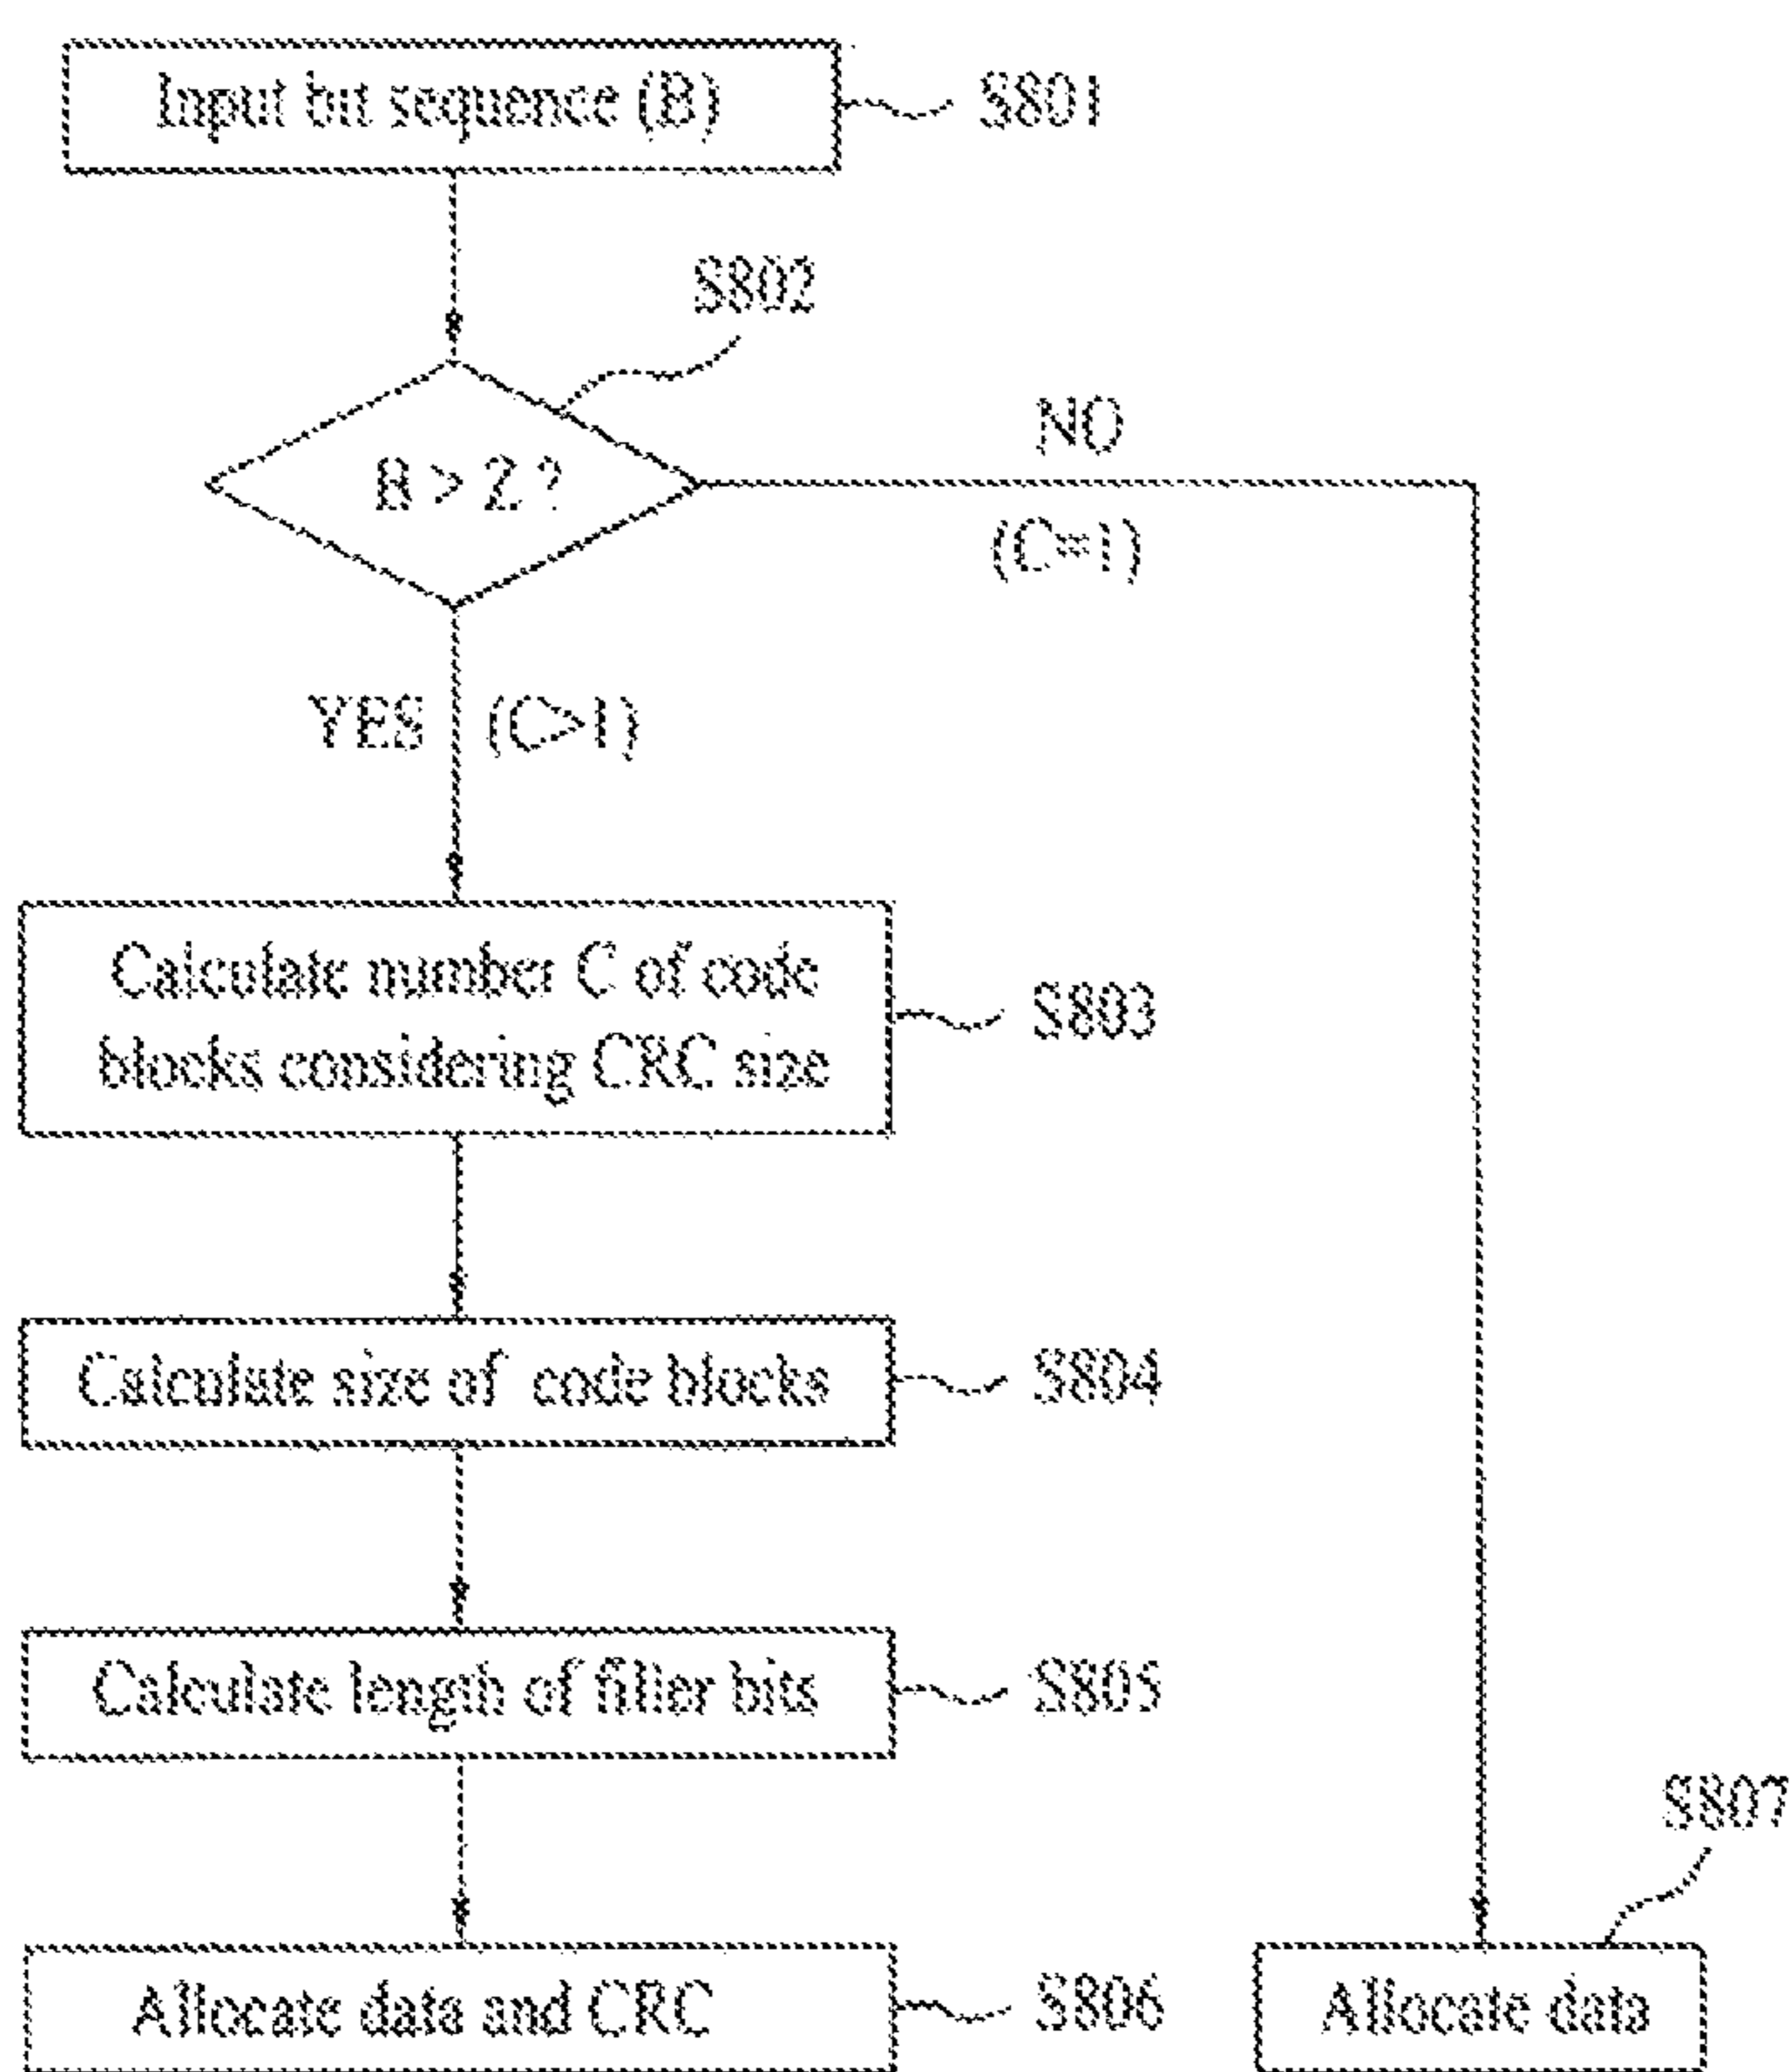 Input bit sequence (B)
S801
S802
B > Z ?
NO
(C=1)
YES (C>1)
Calculate number C of code
blocks considering CRC size
S803
Calculate size of code blocks
S804
Calculate length of filler bits
S805
S807
Allocate data and CRC
S806
Allocate data